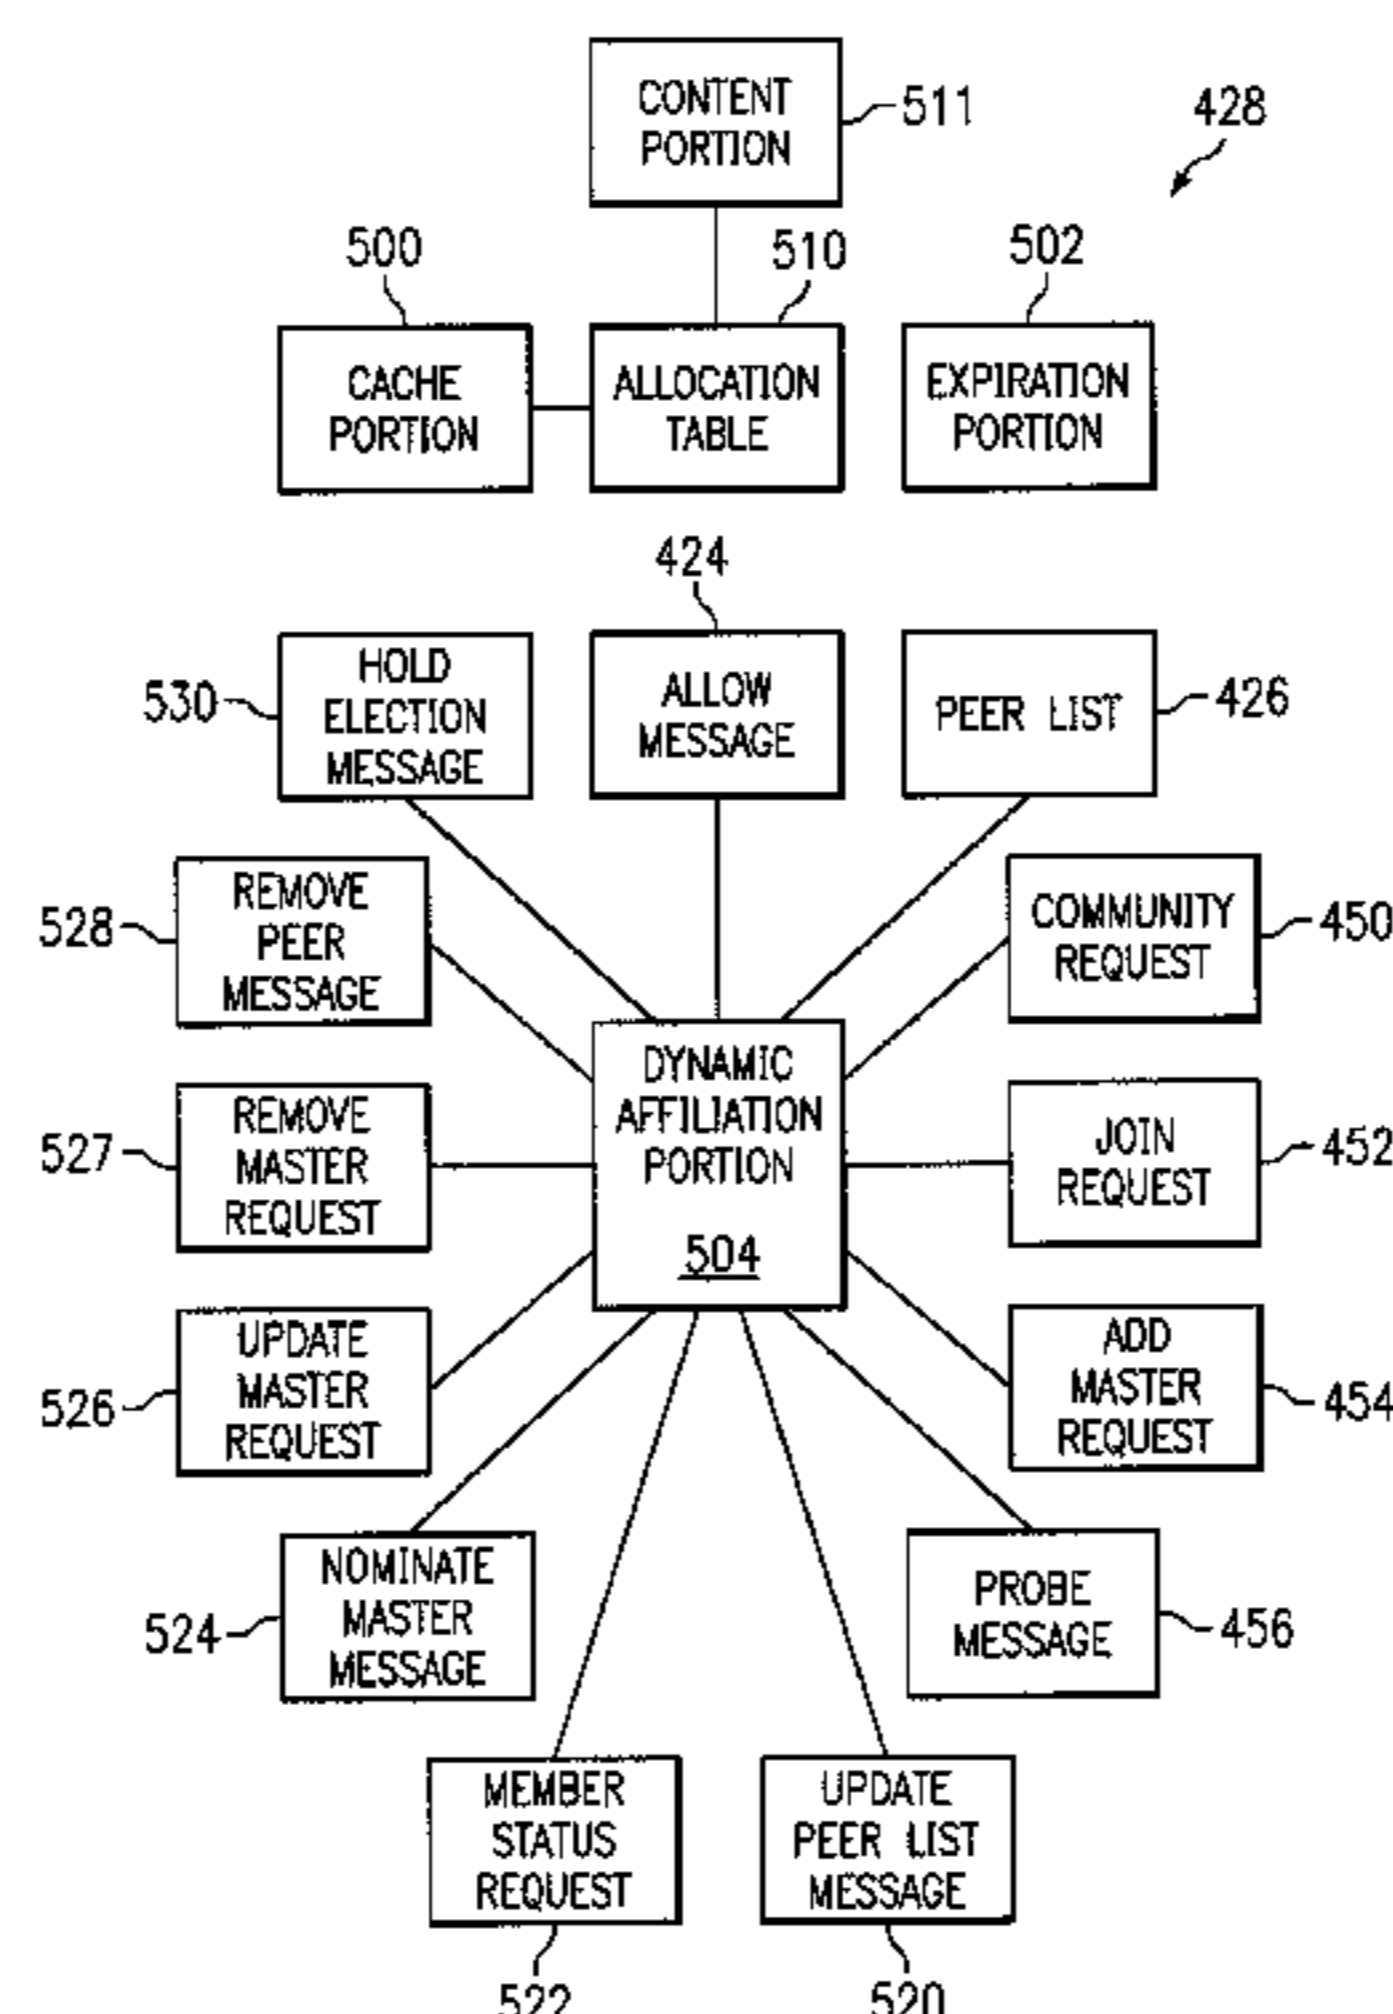 CONTENT
PORTION
511
428
500
510
502
CACHE
PORTION
ALLOCATION
TABLE
EXPIRATION
PORTION
424
HOLD
ELECTION
MESSAGE
530
ALLOW
MESSAGE
PEER LIST
426
REMOVE
PEER
MESSAGE
528
COMMUNITY
REQUEST
450
DYNAMIC
AFFILIATION
PORTION
504
REMOVE
MASTER
REQUEST
527
JOIN
REQUEST
452
UPDATE
MASTER
REQUEST
526
ADD
MASTER
REQUEST
454
NOMINATE
MASTER
MESSAGE
524
PROBE
MESSAGE
456
MEMBER
STATUS
REQUEST
UPDATE
PEER LIST
MESSAGE
522
520